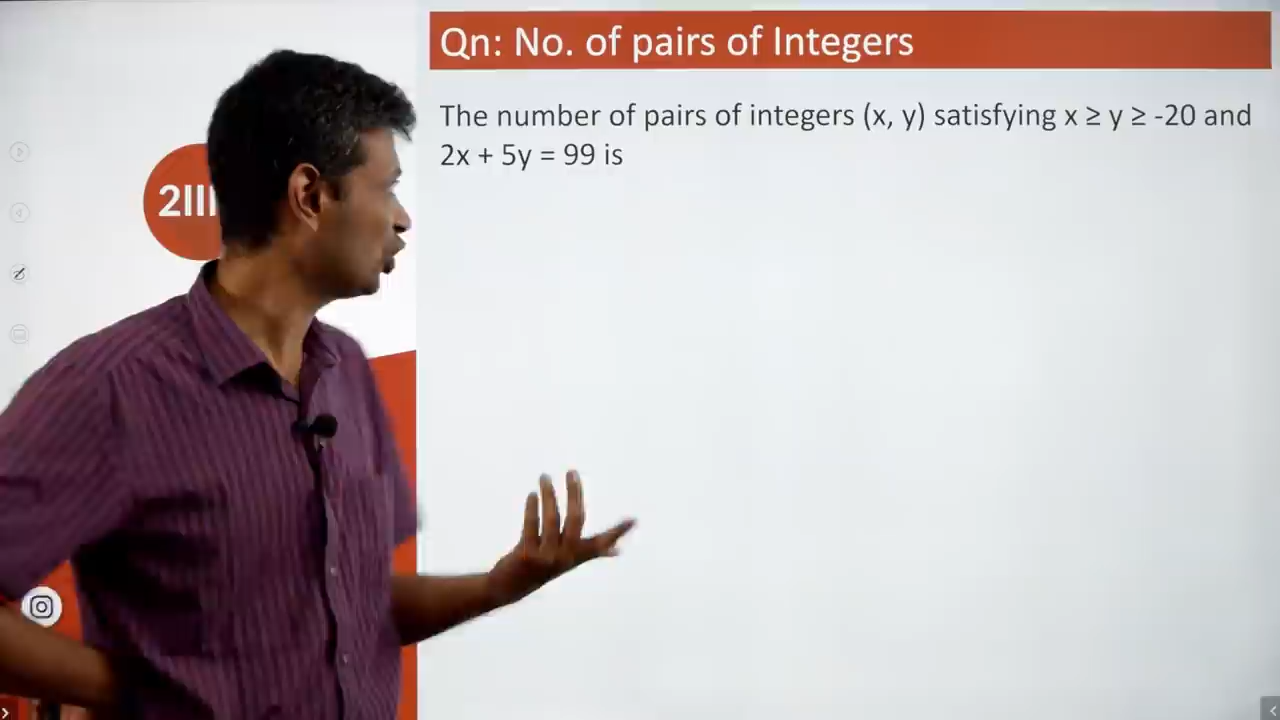 Qn: No. of pairs of Integers
The number of pairs of integers (x, y) satisfying x ≥ y ≥ -20 and
2x + 5y = 99 is
2III